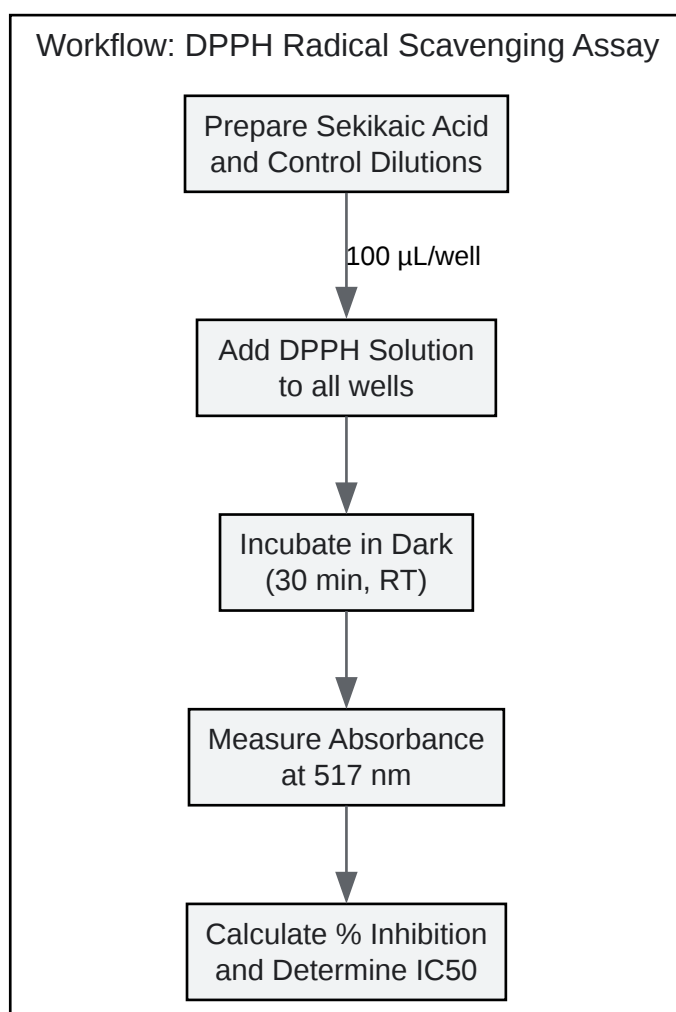 Workflow: DPPH Radical Scavenging Assay
Prepare Sekikaic Acid
and Control Dilutions
100 µL/well
Add DPPH Solution
to all wells
Incubate in Dark
(30 min, RT)
Measure Absorbance
at 517 nm
Calculate % Inhibition
and Determine IC50